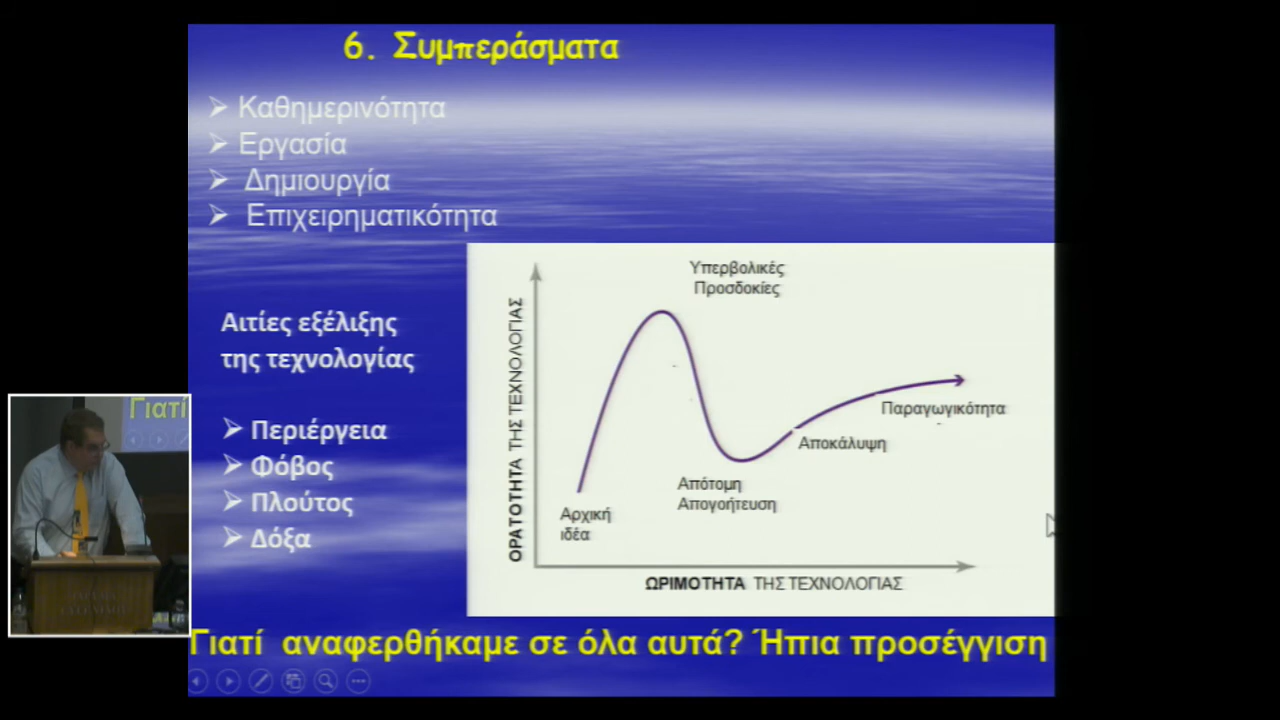 6. Συμπεράσματα
➢ Καθημερινότητα
➢ Εργασία
➢ Δημιουργία
➢ Επιχειρηματικότητα
Αιτίες εξέλιξης
της τεχνολογίας
➢ Περιέργεια
➢ Φόβος
➢ Πλούτος
➢ Δόξα
ΟΡΑΤΟΤΗΤΑ ΤΗΣ ΤΕΧΝΟΛΟΓΙΑΣ
Υπερβολικές
Προσδοκίες
Παραγωγικότητα
Αποκάλυψη
Απότομη
Απογοήτευση
Αρχική
ιδέα
ΩΡΙΜΟΤΗΤΑ ΤΗΣ ΤΕΧΝΟΛΟΓΙΑΣ
Γιατί αναφερθήκαμε σε όλα αυτά? Ήπια προσέγγιση
Γιατί